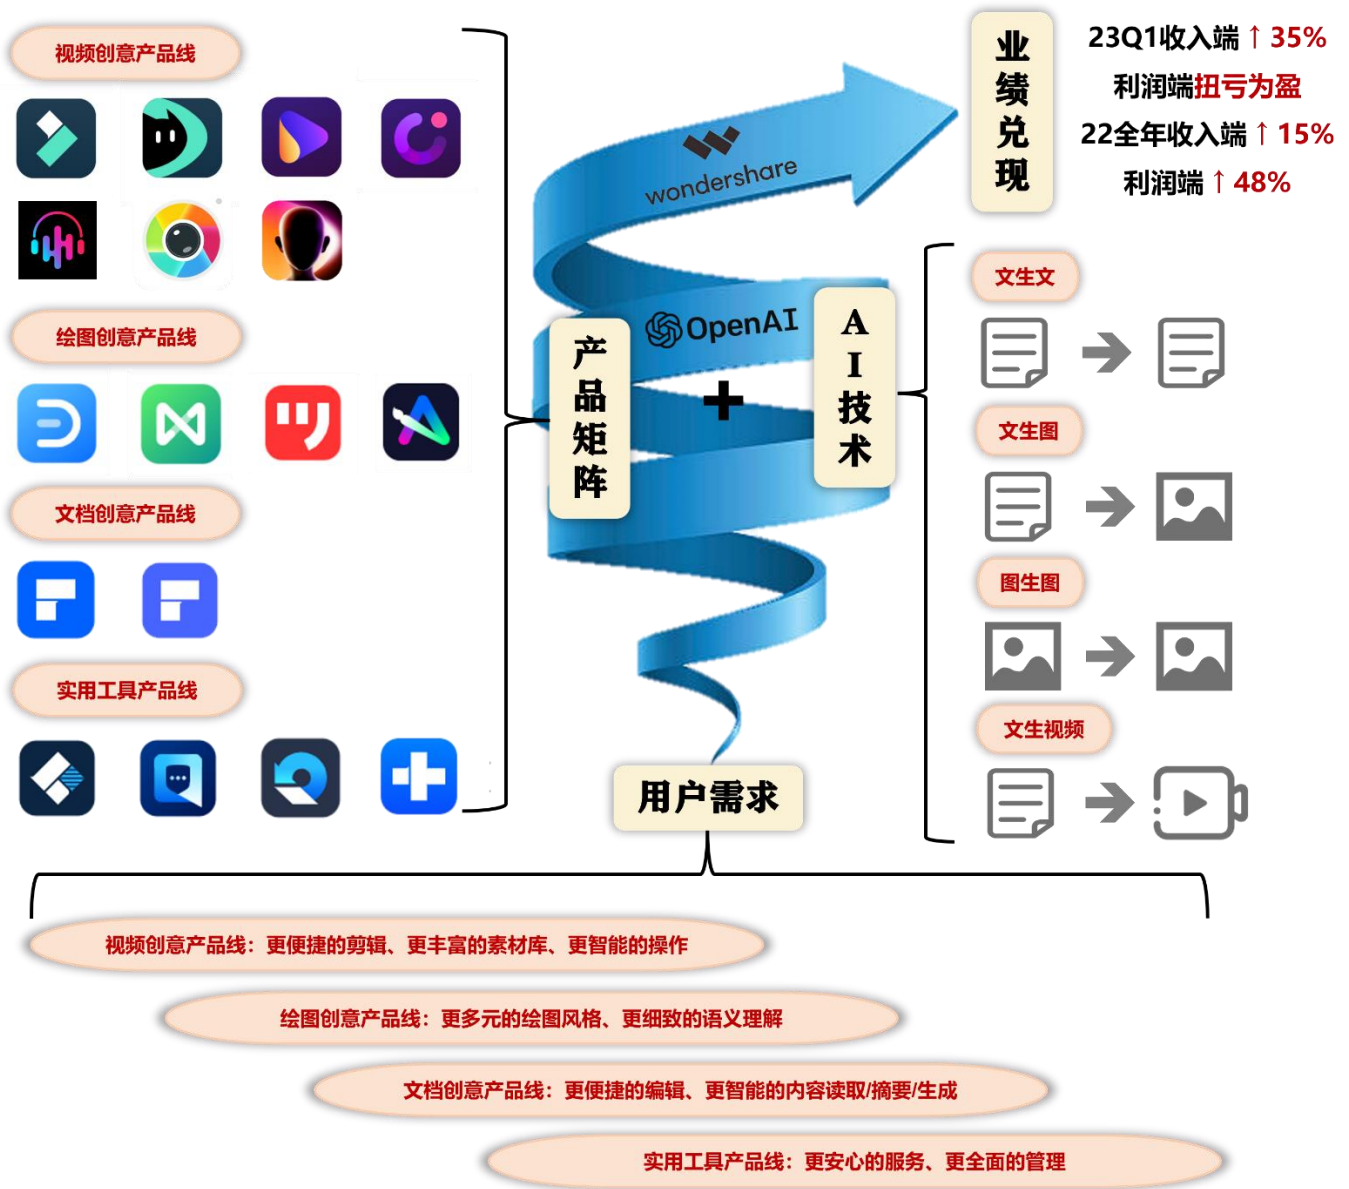 视频创意产品线
绘图创意产品线
文档创意产品线
实用工具产品线
wondershare
OpenAI
产品矩阵
+
AI技术
用户需求
业绩兑现
23Q1收入端↑35%
利润端扭亏为盈
22全年收入端↑15%
利润端↑48%
文生文
文生图
图生图
文生视频
视频创意产品线：更便捷的剪辑、更丰富的素材库、更智能的操作
绘图创意产品线：更多元的绘图风格、更细致的语义理解
文档创意产品线：更便捷的编辑、更智能的内容读取/摘要/生成
实用工具产品线：更安心的服务、更全面的管理